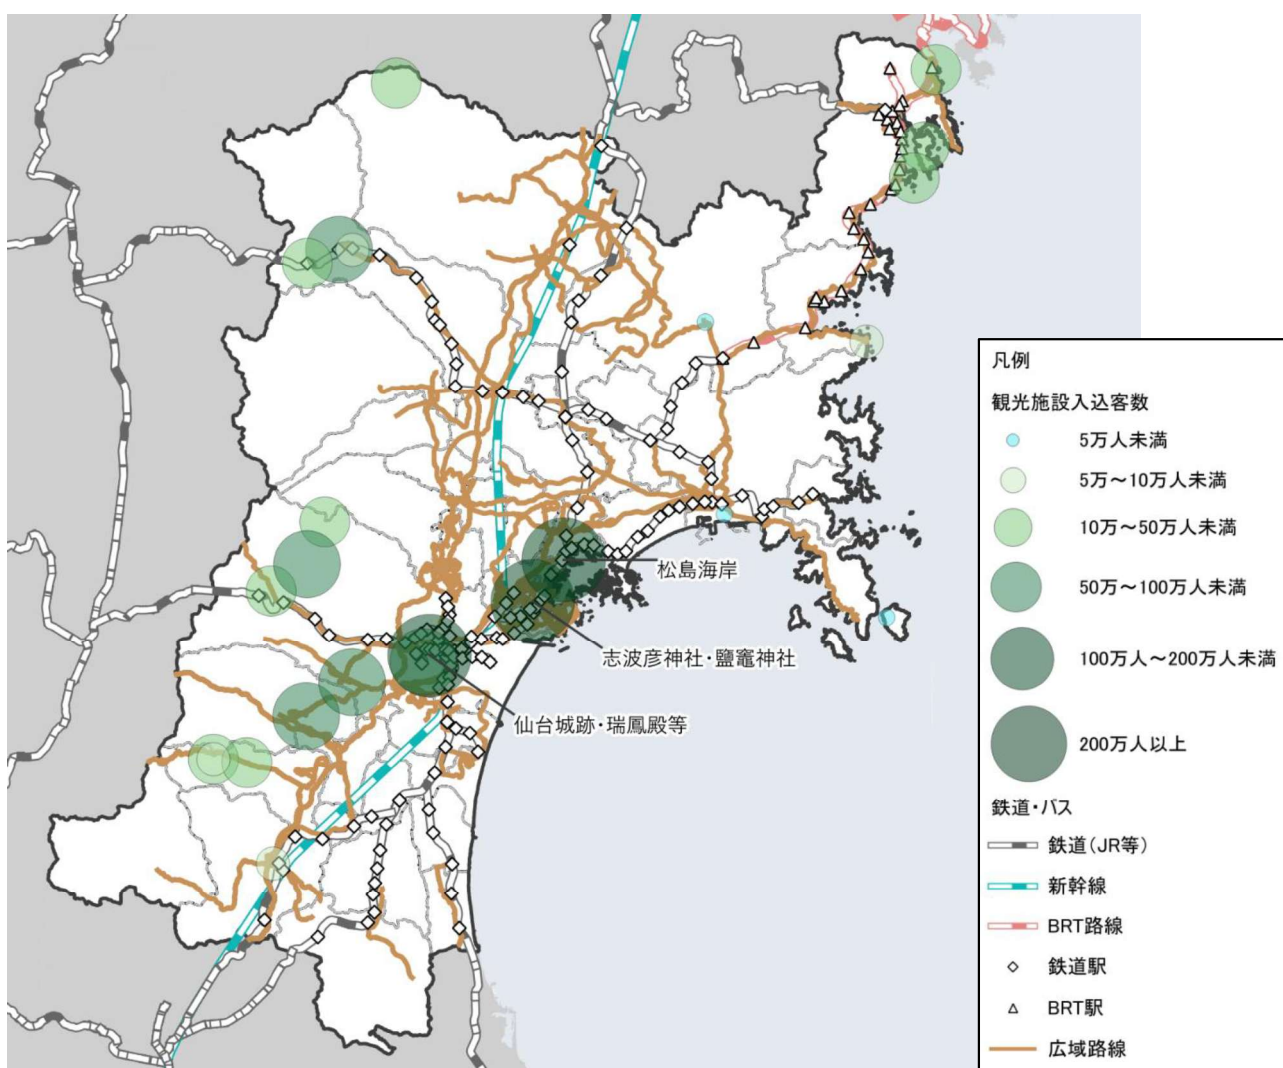 松島海岸
志波彦神社・鹽竈神社
仙台城跡・瑞鳳殿等
凡例
観光施設入込客数
5万人未満
5万～10万人未満
10万～50万人未満
50万～100万人未満
100万人～200万人未満
200万人以上
鉄道・バス
鉄道（JR等）
新幹線
BRT路線
鉄道駅
BRT駅
広域路線